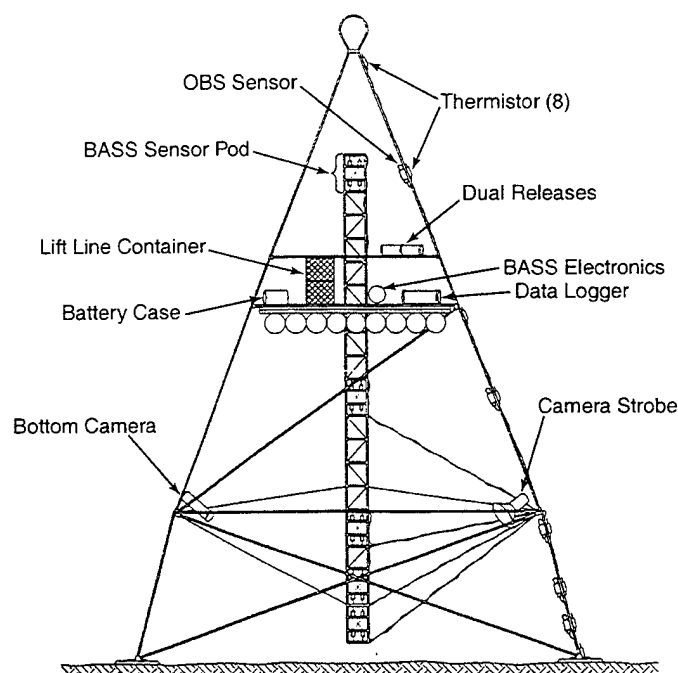 OBS Sensor
Thermistor (8)
BASS Sensor Pod
Dual Releases
Lift Line Container
BASS Electronics
Data Logger
Battery Case
Camera Strobe
Bottom Camera